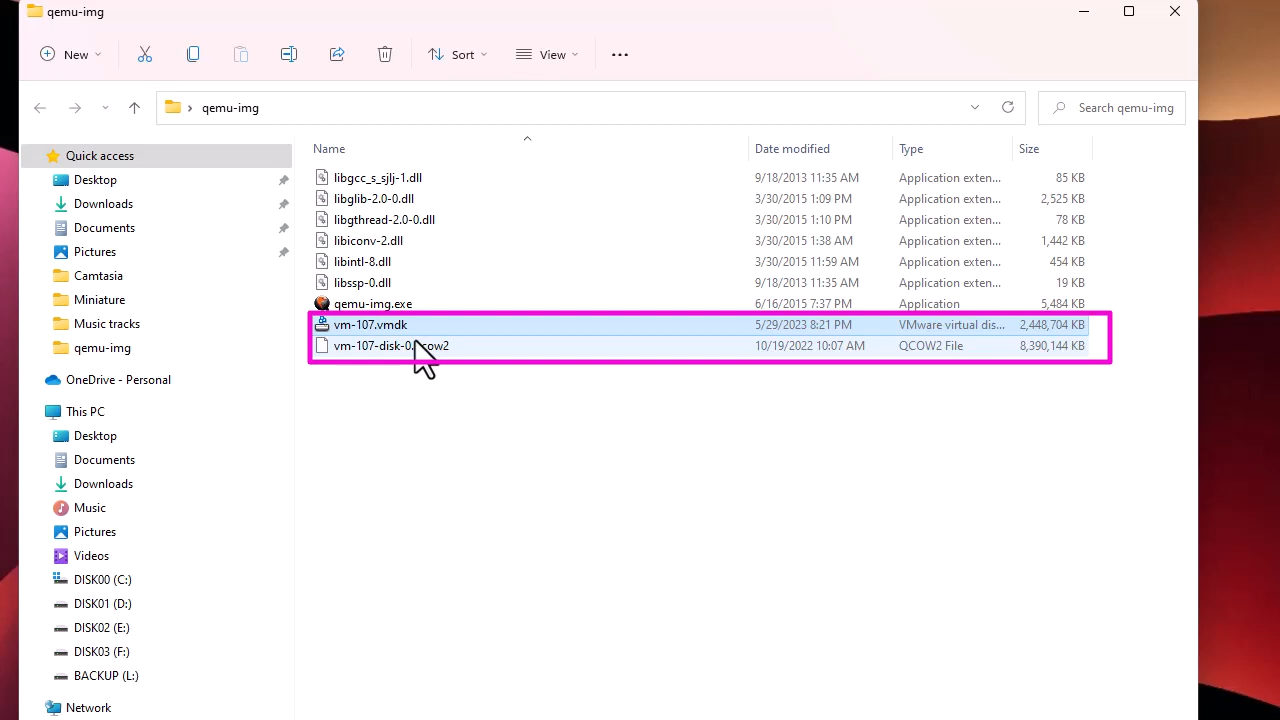 qemu-img
New
Sort
View
qemu-img
Search qemu-img
Name Date modified Type Size
Quick access
Desktop
Downloads
Documents
Pictures
Camtasia
Miniature
Music tracks
qemu-img
OneDrive - Personal
This PC
Desktop
Documents
Downloads
Music
Pictures
Videos
DISK00 (C:)
DISK01 (D:)
DISK02 (E:)
DISK03 (F:)
BACKUP (L:)
Network
libgcc_s_sjlj-1.dll 9/18/2013 11:35 AM Application exten... 85 KB
libglib-2.0-0.dll 3/30/2015 1:09 PM Application exten... 2,525 KB
libgthread-2.0-0.dll 3/30/2015 1:10 PM Application exten... 78 KB
libiconv-2.dll 3/30/2015 1:38 AM Application exten... 1,442 KB
libintl-8.dll 3/30/2015 11:59 AM Application exten... 454 KB
libssp-0.dll 9/18/2013 11:35 AM Application exten... 19 KB
qemu-img.exe 6/16/2015 7:37 PM Application 5,484 KB
vm-107.vmdk 5/29/2023 8:21 PM VMware virtual dis... 2,448,704 KB
vm-107-disk-0.qcow2 10/19/2022 10:07 AM QCOW2 File 8,390,144 KB